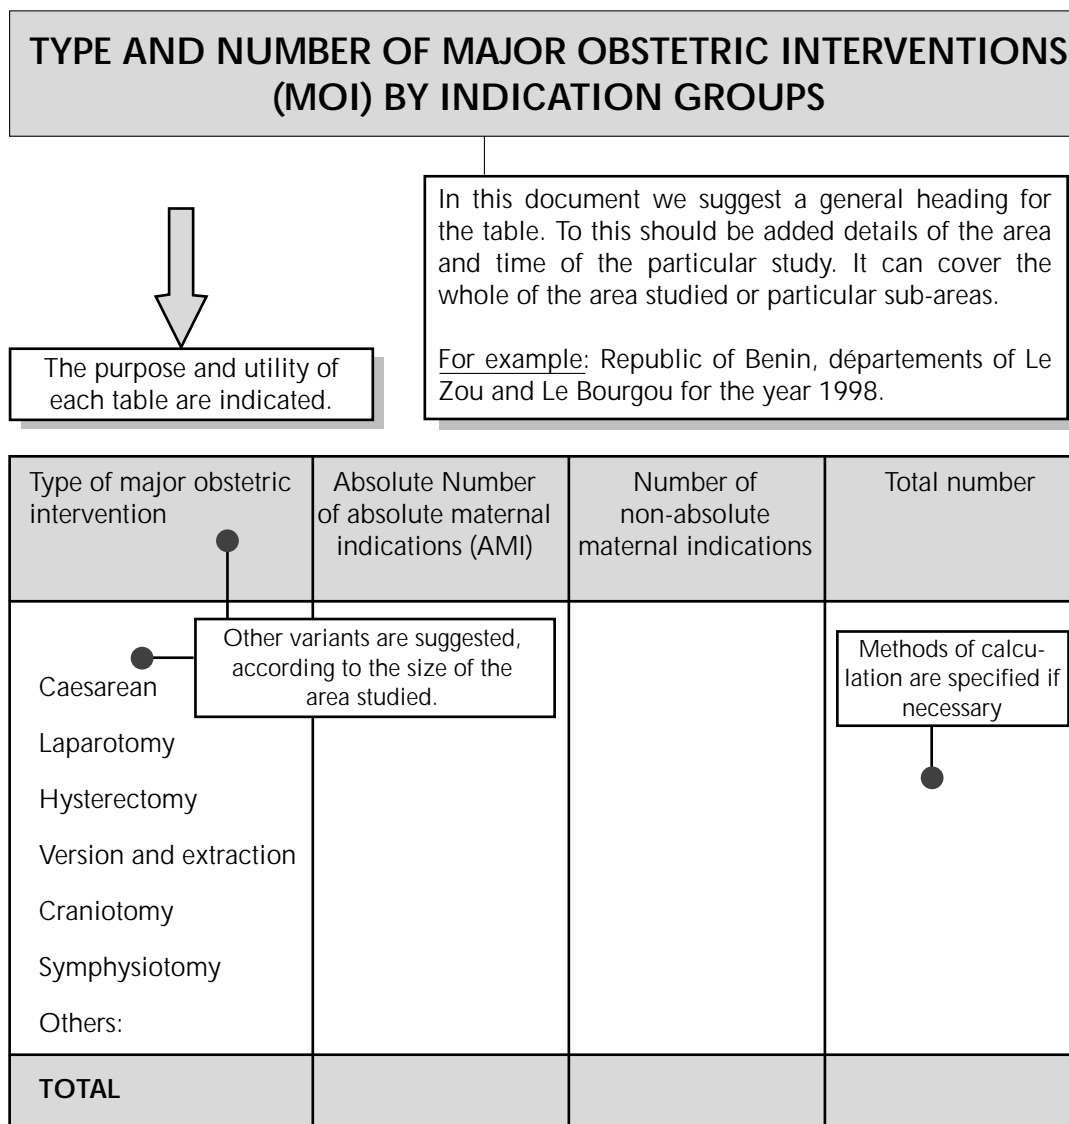 TYPE AND NUMBER OF MAJOR OBSTETRIC INTERVENTIONS
(MOI) BY INDICATION GROUPS
In this document we suggest a general heading for
the table. To this should be added details of the area
and time of the particular study. It can cover the
whole of the area studied or particular sub-areas.
For example: Republic of Benin, départements of Le
Zou and Le Bourgou for the year 1998.
The purpose and utility of
each table are indicated.
Type of major obstetric
intervention
Absolute Number
of absolute maternal
indications (AMI)
Number of
non-absolute
maternal indications
Total number
Other variants are suggested,
according to the size of the
area studied.
Methods of calcu-
lation are specified if
necessary
Caesarean
Laparotomy
Hysterectomy
Version and extraction
Craniotomy
Symphysiotomy
Others:
TOTAL